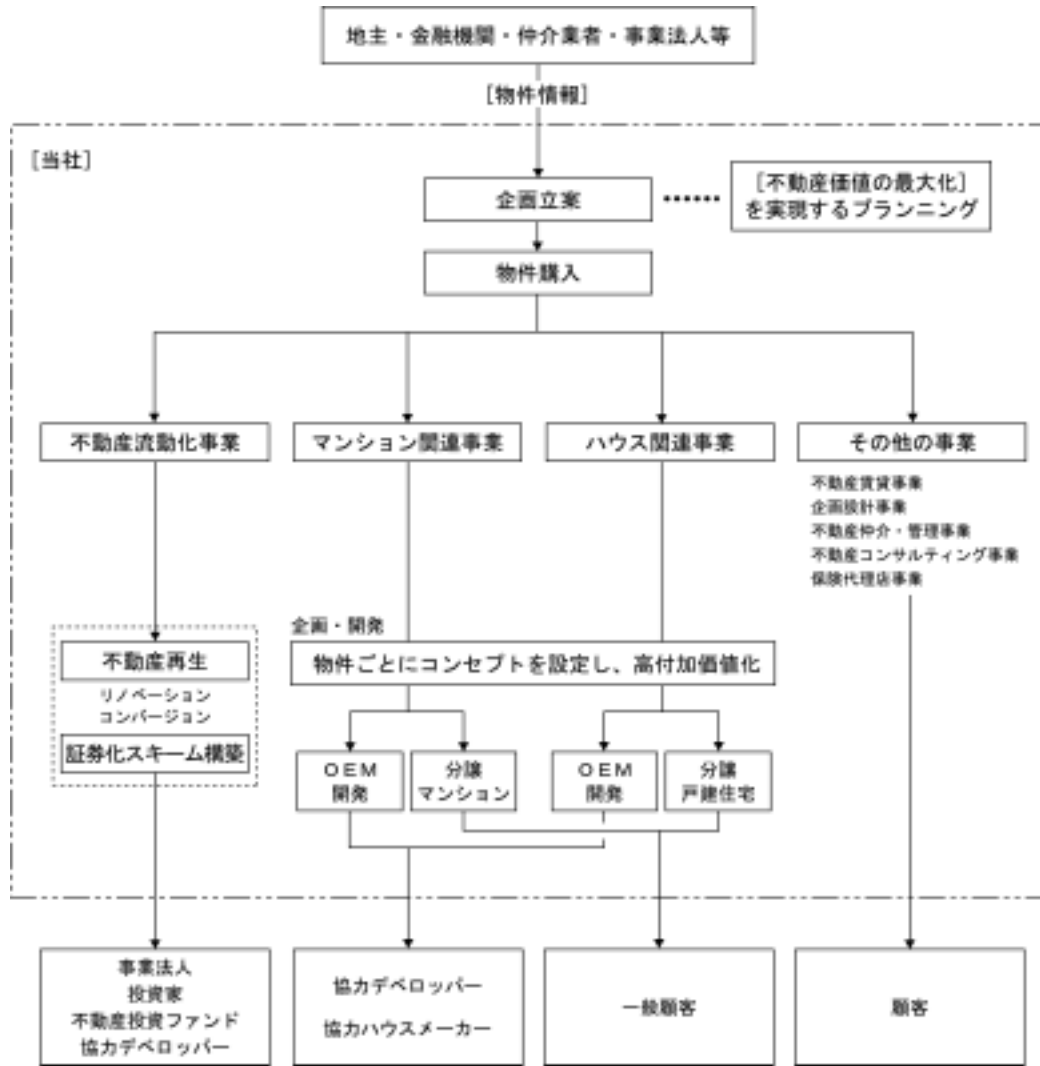 地主・金融機関・仲介業者・事業法人等
[物件情報]
[当社]
企画立案
[不動産価値の最大化]
を実現するプランニング
物件購入
不動産流動化事業
マンション関連事業
ハウス関連事業
その他の事業
不動産賃貸事業
企画設計事業
不動産仲介・管理事業
不動産コンサルティング事業
保険代理店事業
企画・開発
物件ごとにコンセプトを設定し、高付加価値化
不動産再生
リノベーション
コンバージョン
証券化スキーム構築
OEM
開発
分譲
マンション
OEM
開発
分譲
戸建住宅
事業法人
投資家
不動産投資ファンド
協力デベロッパー
協力デベロッパー
協力ハウスメーカー
一般顧客
顧客